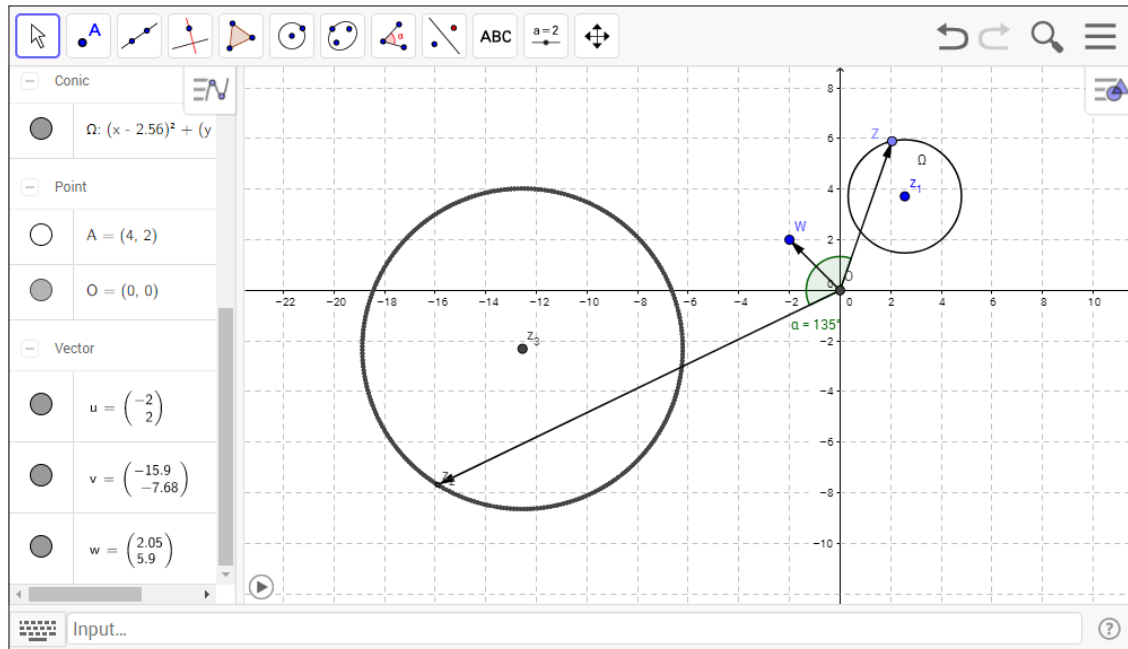 ABC
a = 2
Conic
Ω: (x - 2.56)² + (y
Point
A = (4, 2)
O = (0, 0)
Vector
u = (−2
2)
v = (−15.9
−7.68)
w = (2.05
5.9)
8
6
4
2
−2
−4
−6
−8
−10
−22 −20 −18 −16 −14 −12 −10 −8 −6 −4 −2 0 2 4 6 8 10
Z
Ω
z₁
W
O
α = 135°
z₃
z₂
Input...